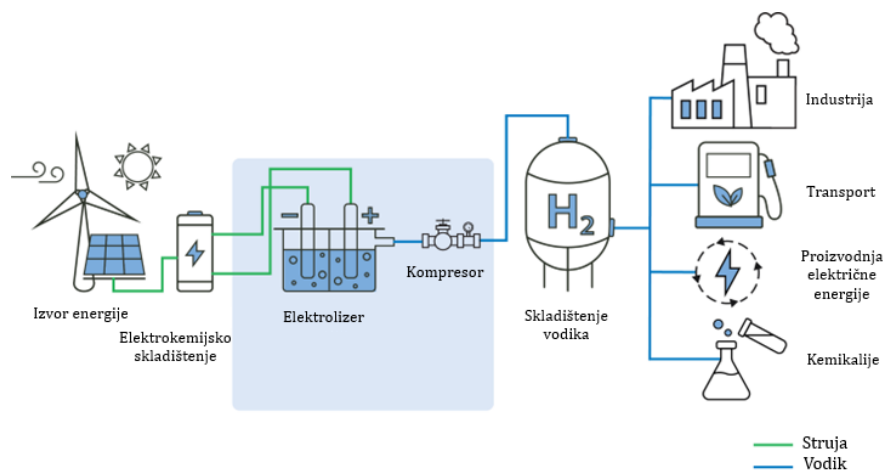 Industrija
Transport
Proizvodnja
električne
energije
Kemikalije
H2
Skladištenje
vodika
Kompresor
Elektrolizer
− +
Izvor energije
Elektrokemijsko
skladištenje
Struja
Vodik